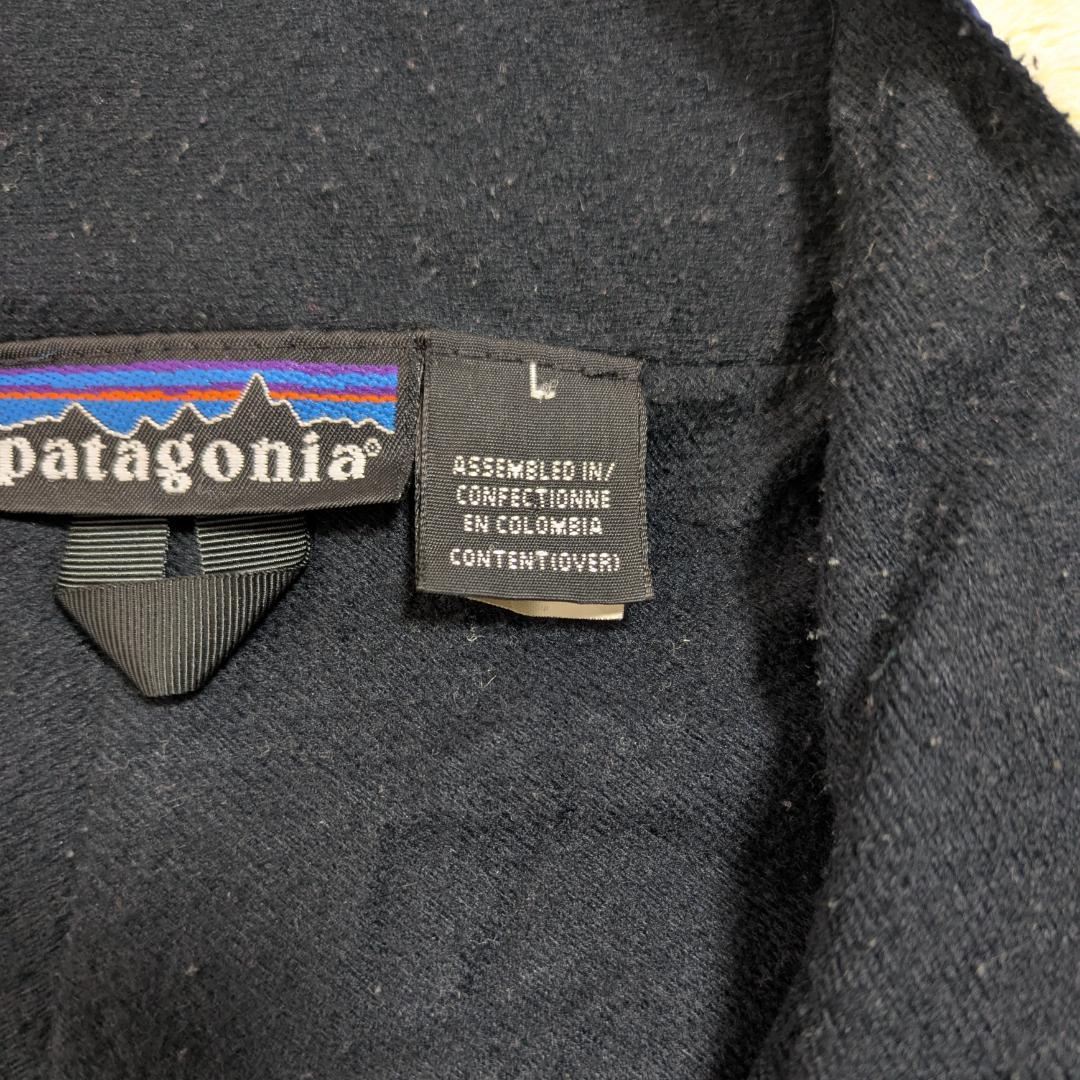 patagonia®
L
ASSEMBLED IN/
CONFECTIONNE
EN COLOMBIA
CONTENT(OVER)